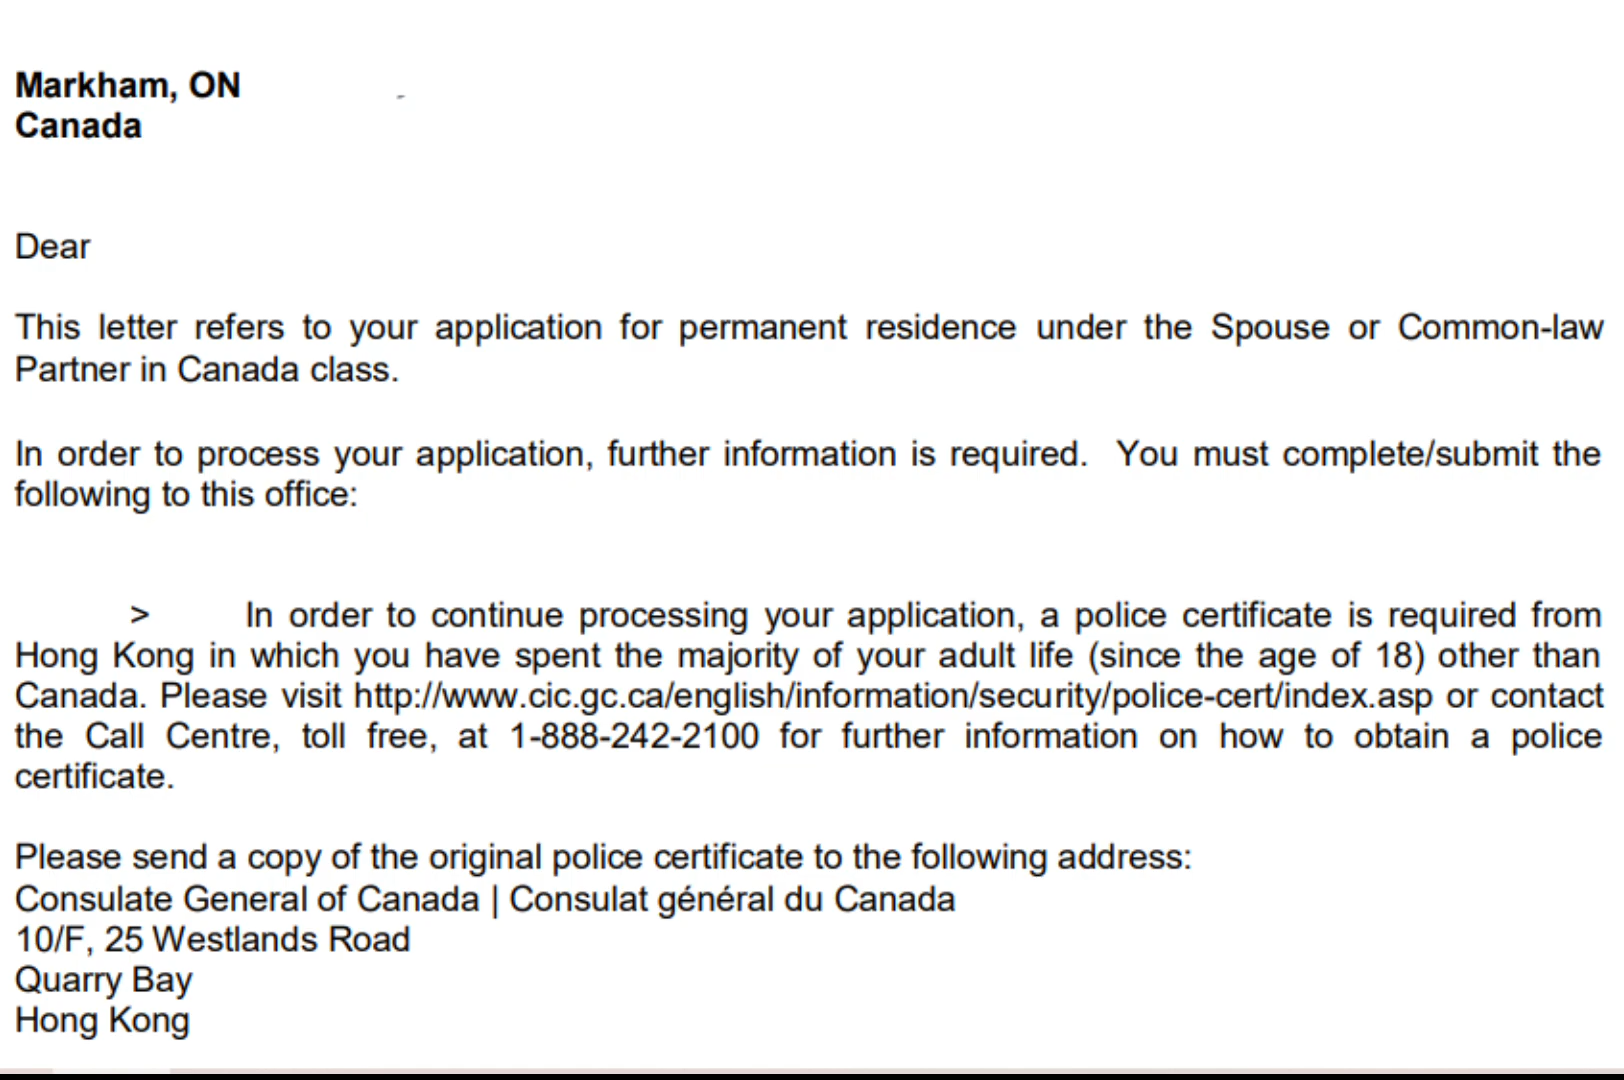 Markham, ON
Canada
Dear
This letter refers to your application for permanent residence under the Spouse or Common-law
Partner in Canada class.
In order to process your application, further information is required.  You must complete/submit the
following to this office:
> In order to continue processing your application, a police certificate is required from
Hong Kong in which you have spent the majority of your adult life (since the age of 18) other than
Canada. Please visit http://www.cic.gc.ca/english/information/security/police-cert/index.asp or contact
the Call Centre, toll free, at 1-888-242-2100 for further information on how to obtain a police
certificate.
Please send a copy of the original police certificate to the following address:
Consulate General of Canada | Consulat général du Canada
10/F, 25 Westlands Road
Quarry Bay
Hong Kong